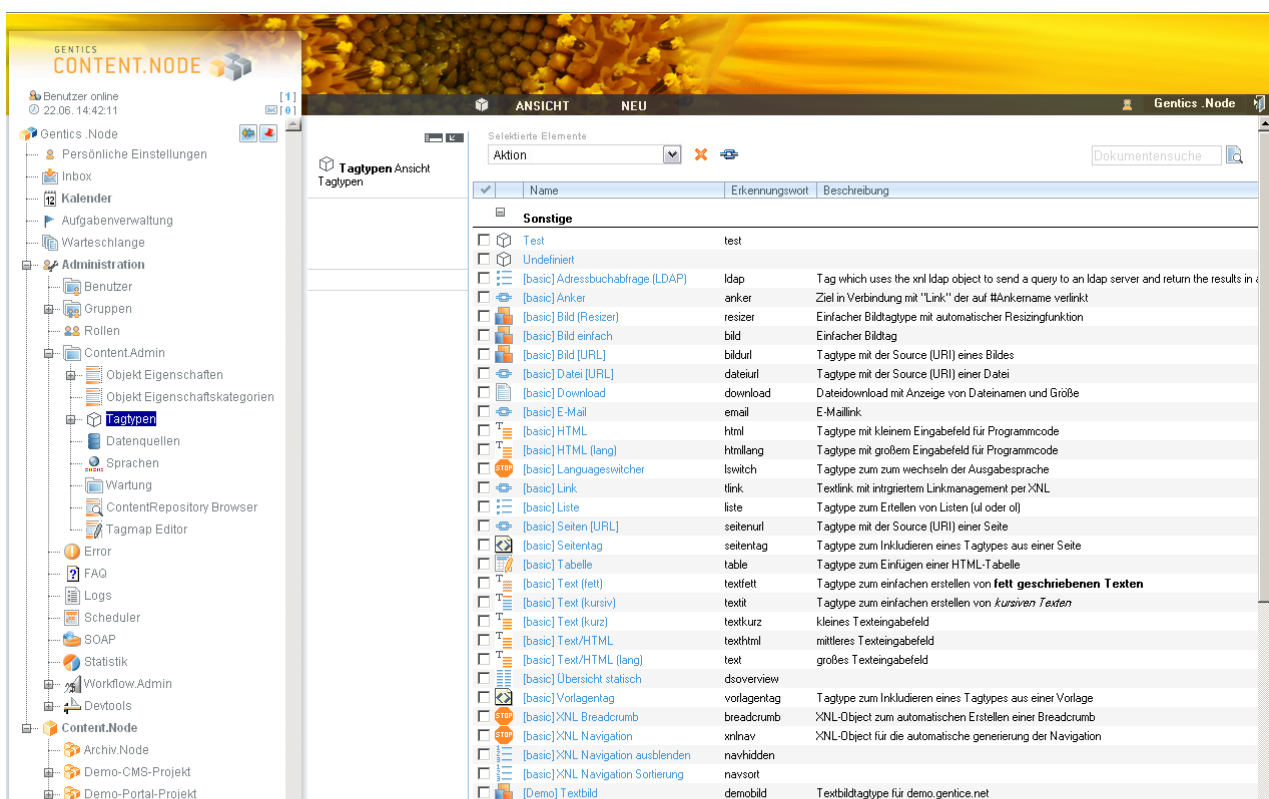 GENTICS
CONTENT.NODE
Benutzer online [1]
22.06. 14:42:11 [0]
ANSICHT NEU Gentics .Node
Gentics .Node
Persönliche Einstellungen
Inbox
Kalender
Aufgabenverwaltung
Warteschlange
Administration
Benutzer
Gruppen
Rollen
Content.Admin
Objekt Eigenschaften
Objekt Eigenschaftskategorien
Tagtypen
Datenquellen
Sprachen
Wartung
ContentRepository Browser
Tagmap Editor
Error
FAQ
Logs
Scheduler
SOAP
Statistik
Workflow.Admin
Devtools
Content.Node
Archiv.Node
Demo-CMS-Projekt
Demo-Portal-Projekt
Tagtypen Ansicht
Tagtypen
Selektierte Elemente
Aktion Dokumentensuche
Name Erkennungswort Beschreibung
Sonstige
Test test
Undefiniert
[basic] Adressbuchabfrage (LDAP) ldap Tag which uses the xnl ldap object to send a query to an ldap server and return the results in
[basic] Anker anker Ziel in Verbindung mit "Link" der auf #Ankername verlinkt
[basic] Bild (Resizer) resizer Einfacher Bildtagtype mit automatischer Resizingfunktion
[basic] Bild einfach bild Einfacher Bildtag
[basic] Bild [URL] bildurl Tagtype mit der Source (URI) eines Bildes
[basic] Datei [URL] dateiurl Tagtype mit der Source (URI) einer Datei
[basic] Download download Dateidownload mit Anzeige von Dateinamen und Größe
[basic] E-Mail email E-Maillink
[basic] HTML html Tagtype mit kleinem Eingabefeld für Programmcode
[basic] HTML (lang) htmllang Tagtype mit großem Eingabefeld für Programmcode
[basic] Languageswitcher lswitch Tagtype zum zum wechseln der Ausgabesprache
[basic] Link tlink Textlink mit intrgriertem Linkmanagement per XNL
[basic] Liste liste Tagtype zum Ertellen von Listen (ul oder ol)
[basic] Seiten [URL] seitenurl Tagtype mit der Source (URI) einer Seite
[basic] Seitentag seitentag Tagtype zum Inkludieren eines Tagtypes aus einer Seite
[basic] Tabelle table Tagtype zum Einfügen einer HTML-Tabelle
[basic] Text (fett) textfett Tagtype zum einfachen erstellen von fett geschriebenen Texten
[basic] Text (kursiv) textit Tagtype zum einfachen erstellen von kursiven Texten
[basic] Text (kurz) textkurz kleines Texteingabefeld
[basic] Text/HTML texthtml mittleres Texteingabefeld
[basic] Text/HTML (lang) text großes Texteingabefeld
[basic] Übersicht statisch dsoverview
[basic] Vorlagentag vorlagentag Tagtype zum Inkludieren eines Tagtypes aus einer Vorlage
[basic] XNL Breadcrumb breadcrumb XNL-Object zum automatischen Erstellen einer Breadcrumb
[basic] XNL Navigation xnlnav XNL-Object für die automatische generierung der Navigation
[basic] XNL Navigation ausblenden navhidden
[basic] XNL Navigation Sortierung navsort
[Demo] Textbild demobild Textbildtagtype für demo.gentice.net